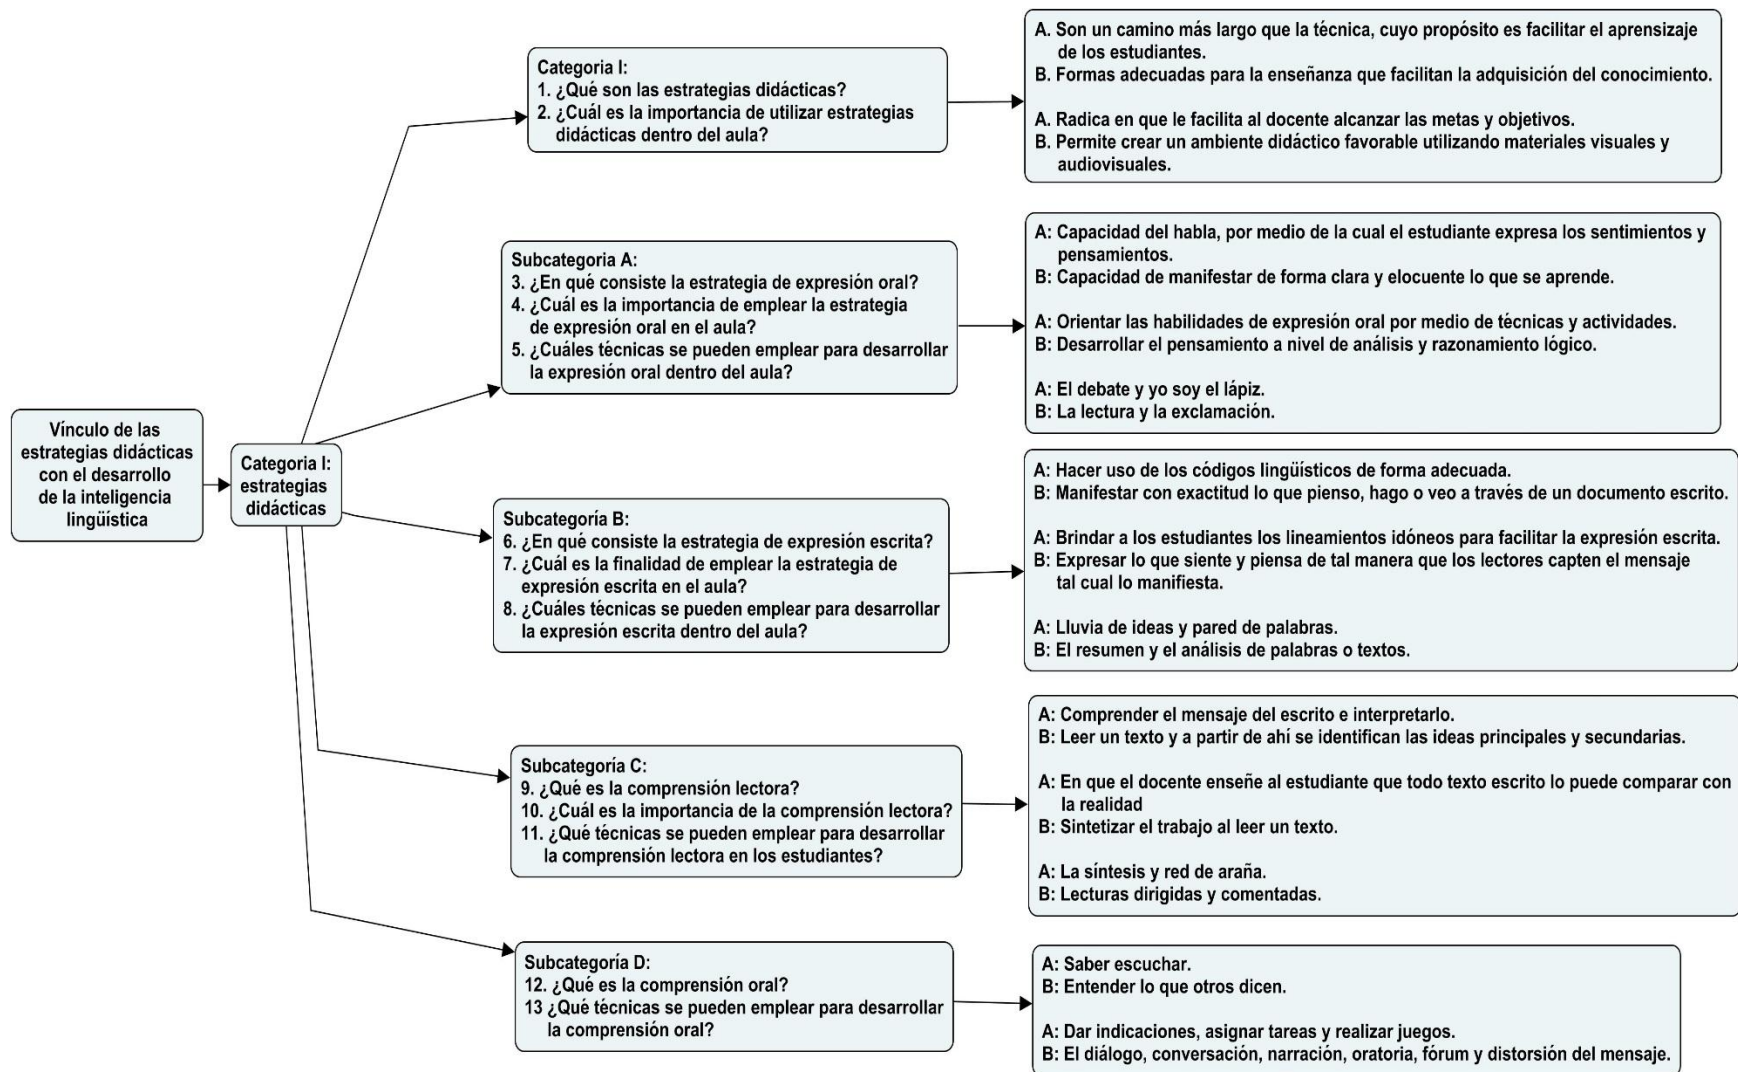 Vínculo de las
estrategias didácticas
con el desarrollo
de la inteligencia
lingüística
Categoria I:
estrategias
didácticas
Categoria I:
1. ¿Qué son las estrategias didácticas?
2. ¿Cuál es la importancia de utilizar estrategias
didácticas dentro del aula?
A. Son un camino más largo que la técnica, cuyo propósito es facilitar el aprensizaje
de los estudiantes.
B. Formas adecuadas para la enseñanza que facilitan la adquisición del conocimiento.
A. Radica en que le facilita al docente alcanzar las metas y objetivos.
B. Permite crear un ambiente didáctico favorable utilizando materiales visuales y
audiovisuales.
Subcategoria A:
3. ¿En qué consiste la estrategia de expresión oral?
4. ¿Cuál es la importancia de emplear la estrategia
de expresión oral en el aula?
5. ¿Cuáles técnicas se pueden emplear para desarrollar
la expresión oral dentro del aula?
A: Capacidad del habla, por medio de la cual el estudiante expresa los sentimientos y
pensamientos.
B: Capacidad de manifestar de forma clara y elocuente lo que se aprende.
A: Orientar las habilidades de expresión oral por medio de técnicas y actividades.
B: Desarrollar el pensamiento a nivel de análisis y razonamiento lógico.
A: El debate y yo soy el lápiz.
B: La lectura y la exclamación.
Subcategoría B:
6. ¿En qué consiste la estrategia de expresión escrita?
7. ¿Cuál es la finalidad de emplear la estrategia de
expresión escrita en el aula?
8. ¿Cuáles técnicas se pueden emplear para desarrollar
la expresión escrita dentro del aula?
A: Hacer uso de los códigos lingüísticos de forma adecuada.
B: Manifestar con exactitud lo que pienso, hago o veo a través de un documento escrito.
A: Brindar a los estudiantes los lineamientos idóneos para facilitar la expresión escrita.
B: Expresar lo que siente y piensa de tal manera que los lectores capten el mensaje
tal cual lo manifiesta.
A: Lluvia de ideas y pared de palabras.
B: El resumen y el análisis de palabras o textos.
Subcategoría C:
9. ¿Qué es la comprensión lectora?
10. ¿Cuál es la importancia de la comprensión lectora?
11. ¿Qué técnicas se pueden emplear para desarrollar
la comprensión lectora en los estudiantes?
A: Comprender el mensaje del escrito e interpretarlo.
B: Leer un texto y a partir de ahí se identifican las ideas principales y secundarias.
A: En que el docente enseñe al estudiante que todo texto escrito lo puede comparar con
la realidad
B: Sintetizar el trabajo al leer un texto.
A: La síntesis y red de araña.
B: Lecturas dirigidas y comentadas.
Subcategoría D:
12. ¿Qué es la comprensión oral?
13 ¿Qué técnicas se pueden emplear para desarrollar
la comprensión oral?
A: Saber escuchar.
B: Entender lo que otros dicen.
A: Dar indicaciones, asignar tareas y realizar juegos.
B: El diálogo, conversación, narración, oratoria, fórum y distorsión del mensaje.